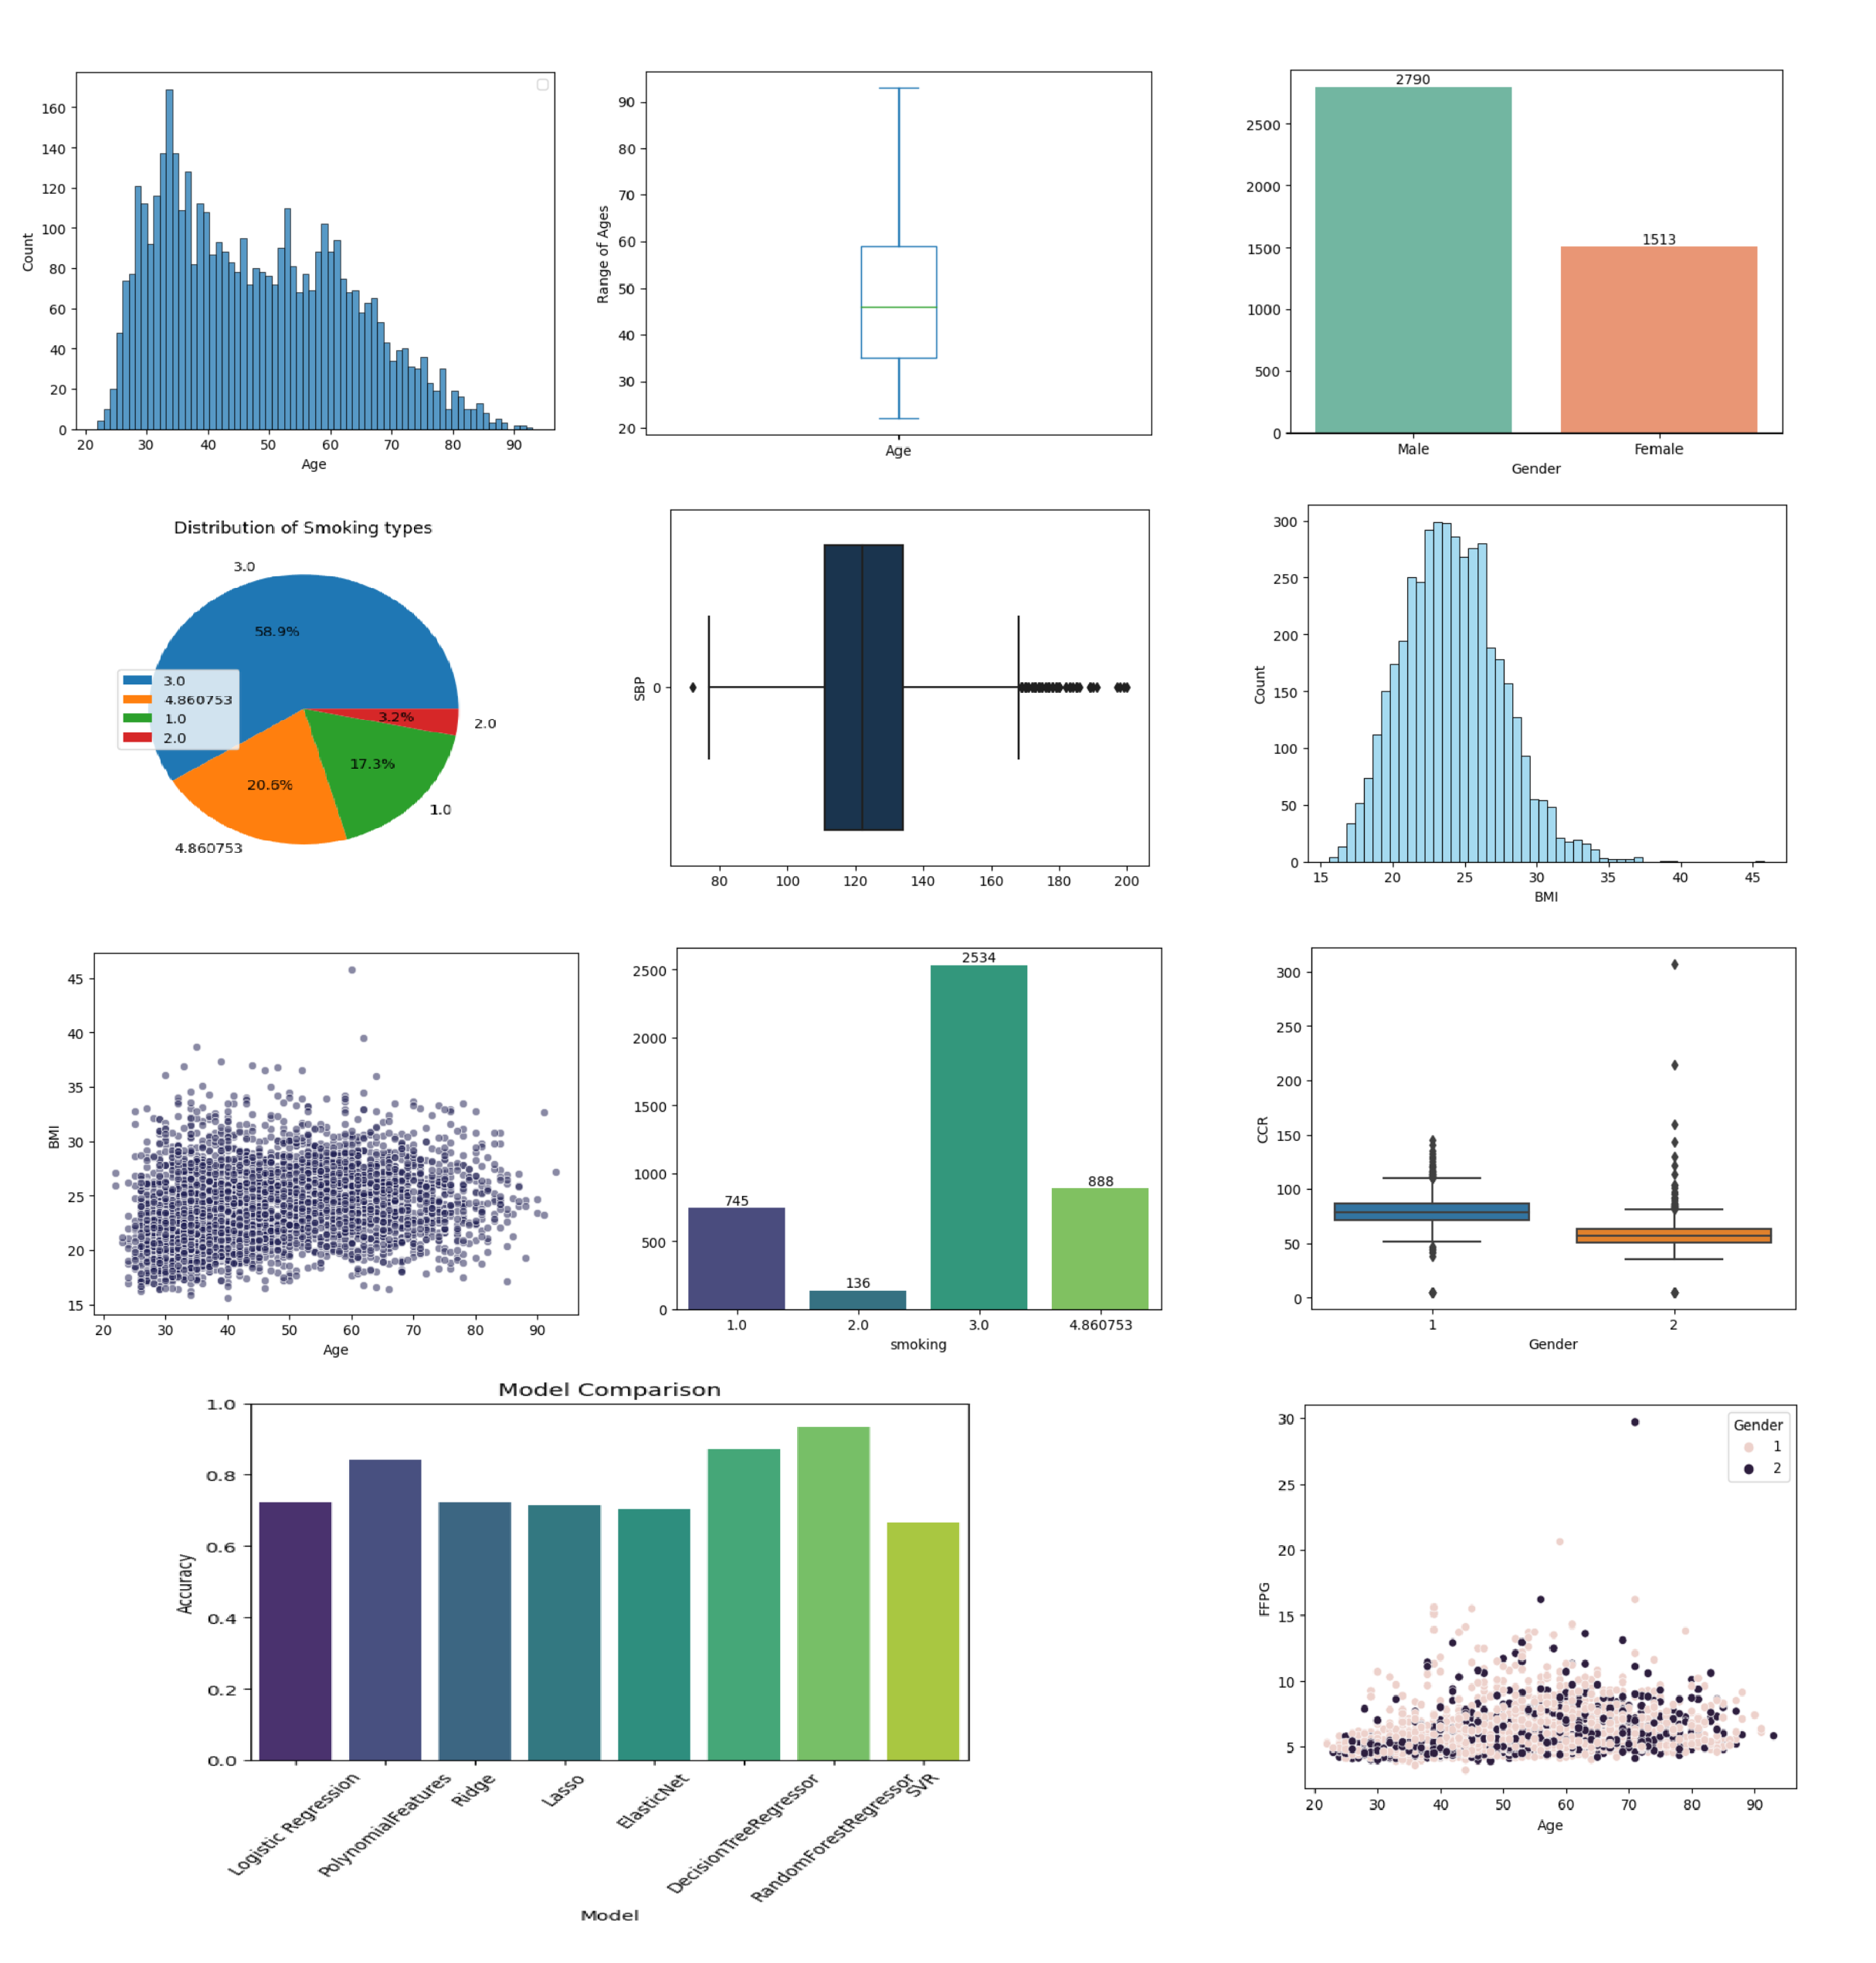 160
140
120
100
80
60
40
20
0
Count
20 30 40 50 60 70 80 90
Age
90
80
70
60
50
40
30
20
Range of Ages
Age
2790
1513
2500
2000
1500
1000
500
0
Male Female
Gender
Distribution of Smoking types
3.0
58.9%
3.0
4.860753
1.0
2.0
3.2%
2.0
17.3%
20.6%
1.0
4.860753
SBP
0
80 100 120 140 160 180 200
300
250
200
150
100
50
0
Count
15 20 25 30 35 40 45
BMI
45
40
35
30
25
20
15
BMI
20 30 40 50 60 70 80 90
Age
2534
2500
2000
1500
1000
500
0
745
136
888
1.0 2.0 3.0 4.860753
smoking
300
250
200
150
100
50
0
CCR
1 2
Gender
Model Comparison
1.0
0.8
0.6
0.4
0.2
0.0
Accuracy
Logistic Regression
PolynomialFeatures
Ridge
Lasso
ElasticNet
DecisionTreeRegressor
RandomForestRegressor
SVR
Model
30
25
20
15
10
5
FFPG
Gender
1
2
20 30 40 50 60 70 80 90
Age